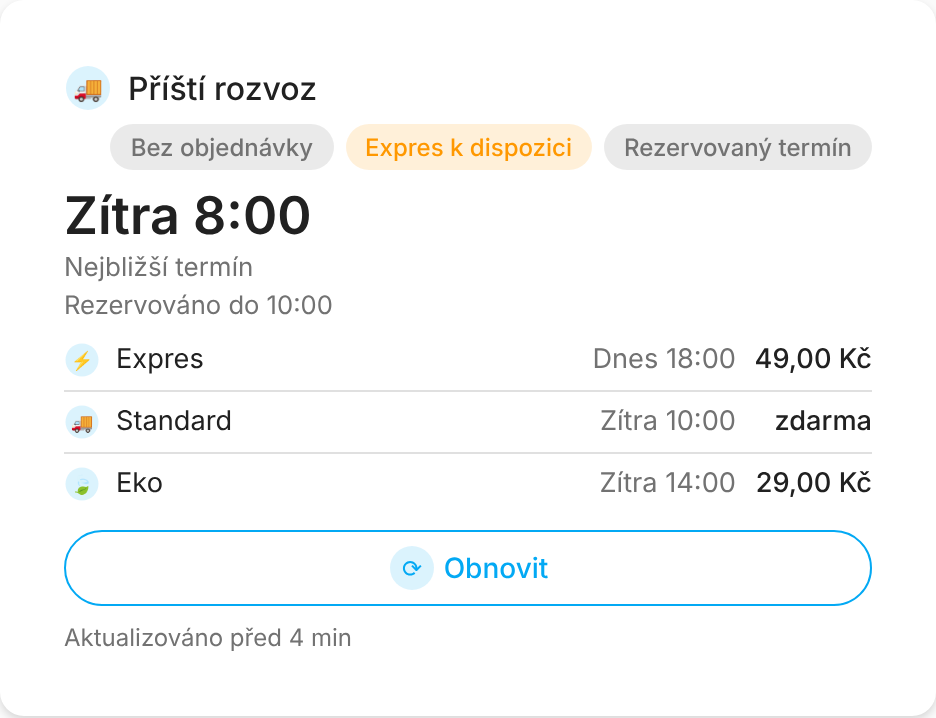 🚚 Příští rozvoz
Bez objednávky Expres k dispozici Rezervovaný termín
Zítra 8:00
Nejbližší termín
Rezervováno do 10:00
⚡ Expres Dnes 18:00 49,00 Kč
🚚 Standard Zítra 10:00 zdarma
🍃 Eko Zítra 14:00 29,00 Kč
⟳ Obnovit
Aktualizováno před 4 min